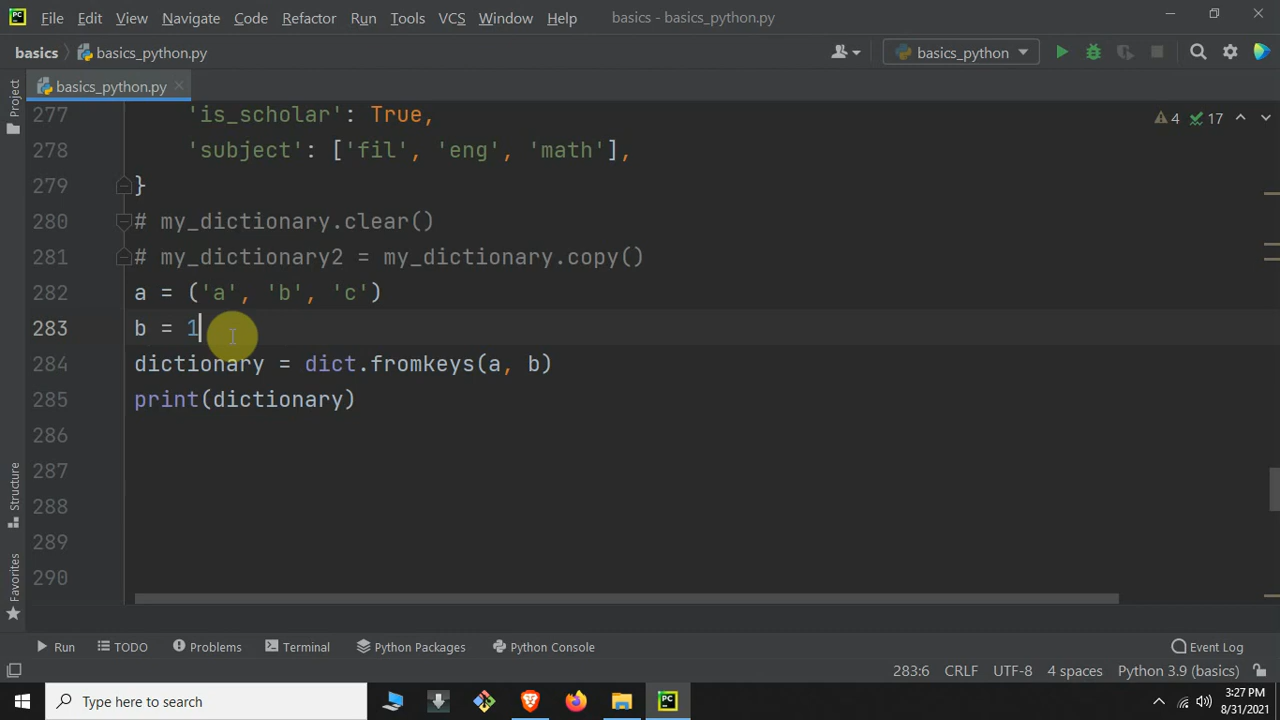 File Edit View Navigate Code Refactor Run Tools VCS Window Help basics - basics_python.py
basics basics_python.py basics_python
basics_python.py
Project
277 'is_scholar': True,
4 17
278 'subject': ['fil', 'eng', 'math'],
279 }
280 # my_dictionary.clear()
281 # my_dictionary2 = my_dictionary.copy()
282 a = ('a', 'b', 'c')
283 b = 1
284 dictionary = dict.fromkeys(a, b)
285 print(dictionary)
286
287
288
289
290
Structure
Favorites
Run TODO Problems Terminal Python Packages Python Console Event Log
283:6 CRLF UTF-8 4 spaces Python 3.9 (basics)
Type here to search
PC
3:27 PM
8/31/2021